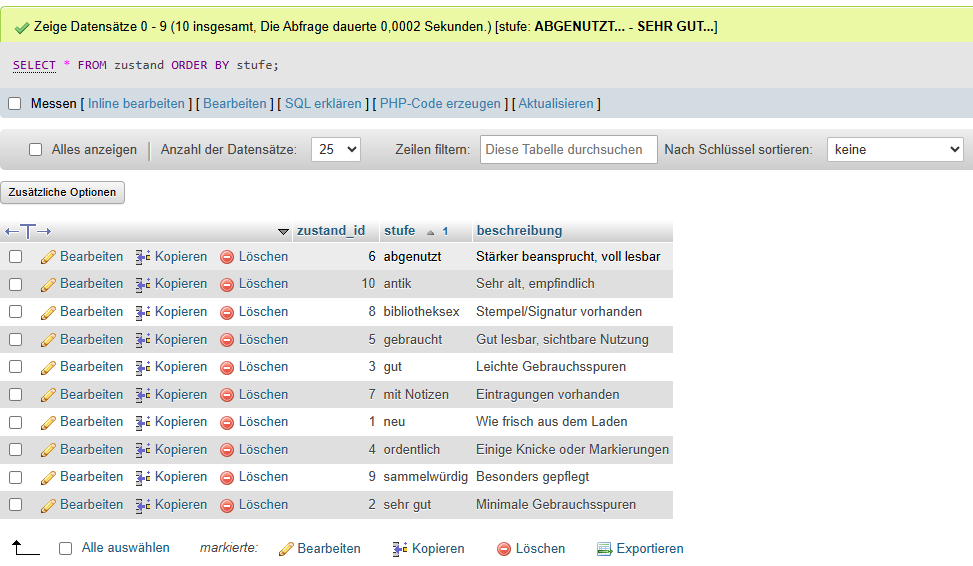 Zeige Datensätze 0 - 9 (10 insgesamt, Die Abfrage dauerte 0,0002 Sekunden.) [stufe: ABGENUTZT... - SEHR GUT...]
SELECT * FROM zustand ORDER BY stufe;
Messen [ Inline bearbeiten ] [ Bearbeiten ] [ SQL erklären ] [ PHP-Code erzeugen ] [ Aktualisieren ]
Alles anzeigen Anzahl der Datensätze: 25 Zeilen filtern: Diese Tabelle durchsuchen Nach Schlüssel sortieren: keine
Zusätzliche Optionen
←T→ zustand_id stufe 1 beschreibung
Bearbeiten Kopieren Löschen 6 abgenutzt Stärker beansprucht, voll lesbar
Bearbeiten Kopieren Löschen 10 antik Sehr alt, empfindlich
Bearbeiten Kopieren Löschen 8 bibliotheksex Stempel/Signatur vorhanden
Bearbeiten Kopieren Löschen 5 gebraucht Gut lesbar, sichtbare Nutzung
Bearbeiten Kopieren Löschen 3 gut Leichte Gebrauchsspuren
Bearbeiten Kopieren Löschen 7 mit Notizen Eintragungen vorhanden
Bearbeiten Kopieren Löschen 1 neu Wie frisch aus dem Laden
Bearbeiten Kopieren Löschen 4 ordentlich Einige Knicke oder Markierungen
Bearbeiten Kopieren Löschen 9 sammelwürdig Besonders gepflegt
Bearbeiten Kopieren Löschen 2 sehr gut Minimale Gebrauchsspuren
Alle auswählen markierte: Bearbeiten Kopieren Löschen Exportieren